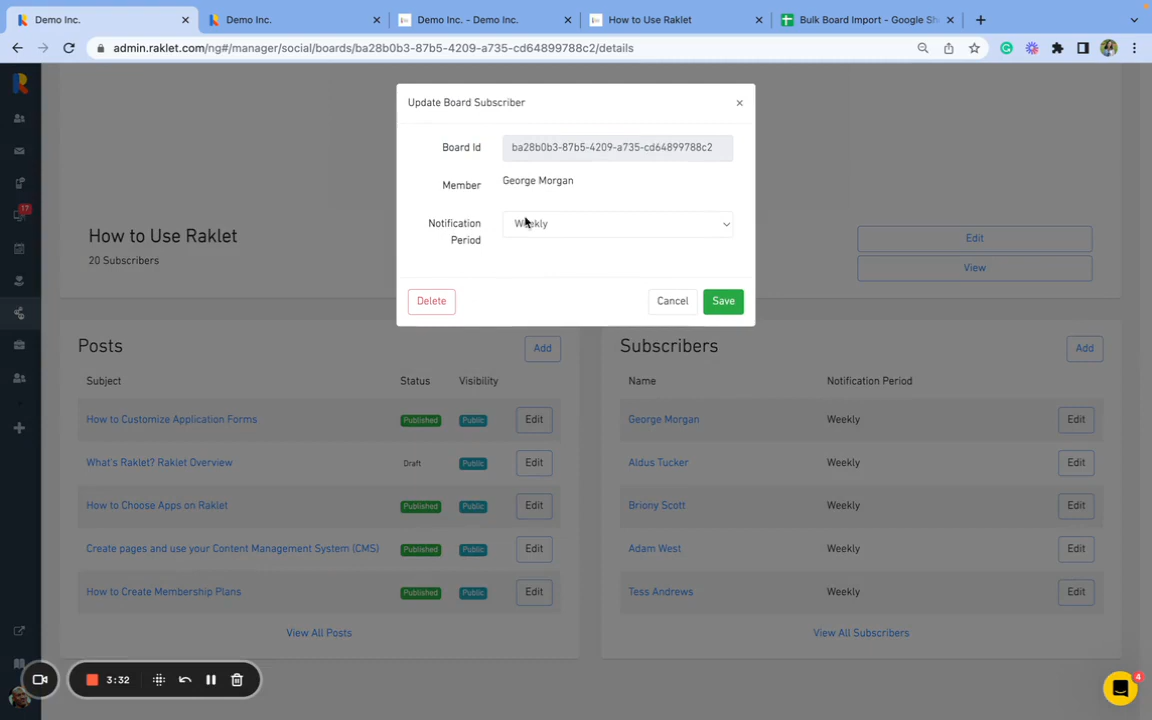 Demo Inc.
Demo Inc.
Demo Inc. - Demo Inc.
How to Use Raklet
Bulk Board Import - Google Sh
admin.raklet.com/ng#/manager/social/boards/ba28b0b3-87b5-4209-a735-cd64899788c2/details
Update Board Subscriber
Board Id
ba28b0b3-87b5-4209-a735-cd64899788c2
Member
George Morgan
Notification
Period
Weekly
Delete
Cancel
Save
17
How to Use Raklet
20 Subscribers
Edit
View
Posts
Add
Subject
Status
Visibility
How to Customize Application Forms
Published
Public
Edit
What's Raklet? Raklet Overview
Draft
Public
Edit
How to Choose Apps on Raklet
Published
Public
Edit
Create pages and use your Content Management System (CMS)
Published
Public
Edit
How to Create Membership Plans
Published
Public
Edit
View All Posts
Subscribers
Add
Name
Notification Period
George Morgan
Weekly
Edit
Aldus Tucker
Weekly
Edit
Briony Scott
Weekly
Edit
Adam West
Weekly
Edit
Tess Andrews
Weekly
Edit
View All Subscribers
3:32
4